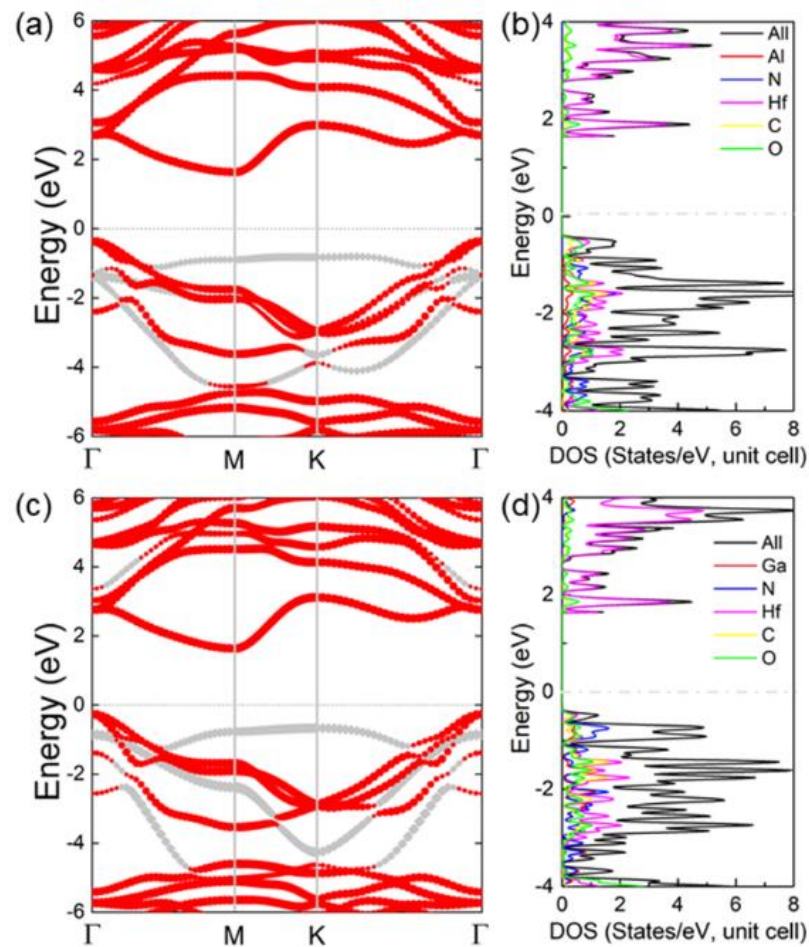 (a)
6
4
2
0
-2
-4
-6
Energy (eV)
Γ M K Γ
(b)
4
2
0
-2
-4
Energy (eV)
All
Al
N
Hf
C
O
0 2 4 6 8
DOS (States/eV, unit cell)
(c)
6
4
2
0
-2
-4
-6
Energy (eV)
Γ M K Γ
(d)
4
2
0
-2
-4
Energy (eV)
All
Ga
N
Hf
C
O
0 2 4 6 8
DOS (States/eV, unit cell)